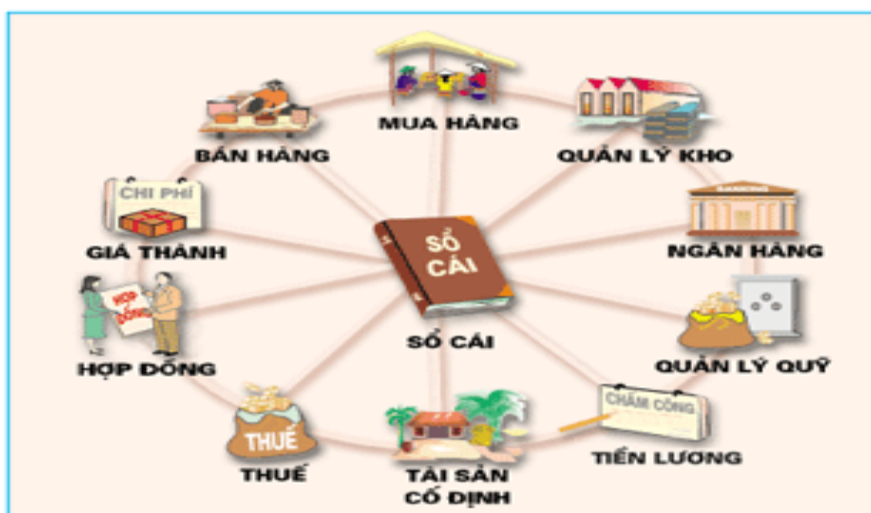 MUA HÀNG
BÁN HÀNG
QUẢN LÝ KHO
CHI PHÍ
GIÁ THÀNH
BANKING
NGÂN HÀNG
SỔ
CÁI
SỔ CÁI
HỢP
ĐỒNG
HỢP ĐỒNG
QUẢN LÝ QUỸ
THUẾ
THUẾ
TÀI SẢN
CỐ ĐỊNH
CHẤM CÔNG
TIỀN LƯƠNG